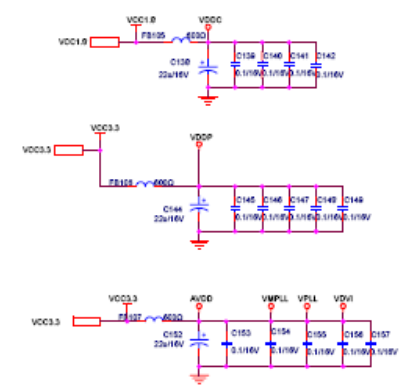 VCC1.8 VDDC
VCC1.8 FB105 600Ω
C138 C139 C140 C141 C142
22u/16V 0.1/16V 0.1/16V 0.1/16V 0.1/16V
VCC3.3 VDDP
VCC3.3
FB106 600Ω
C144 C145 C146 C147 C148 C149
22u/16V 0.1/16V 0.1/16V 0.1/16V 0.1/16V 0.1/16V
VCC3.3 AVDD VMPLL VPLL VDVI
VCC3.3 FB107 600Ω
C152 C153 C154 C155 C156 C157
22u/16V 0.1/16V 0.1/16V 0.1/16V 0.1/16V 0.1/16V